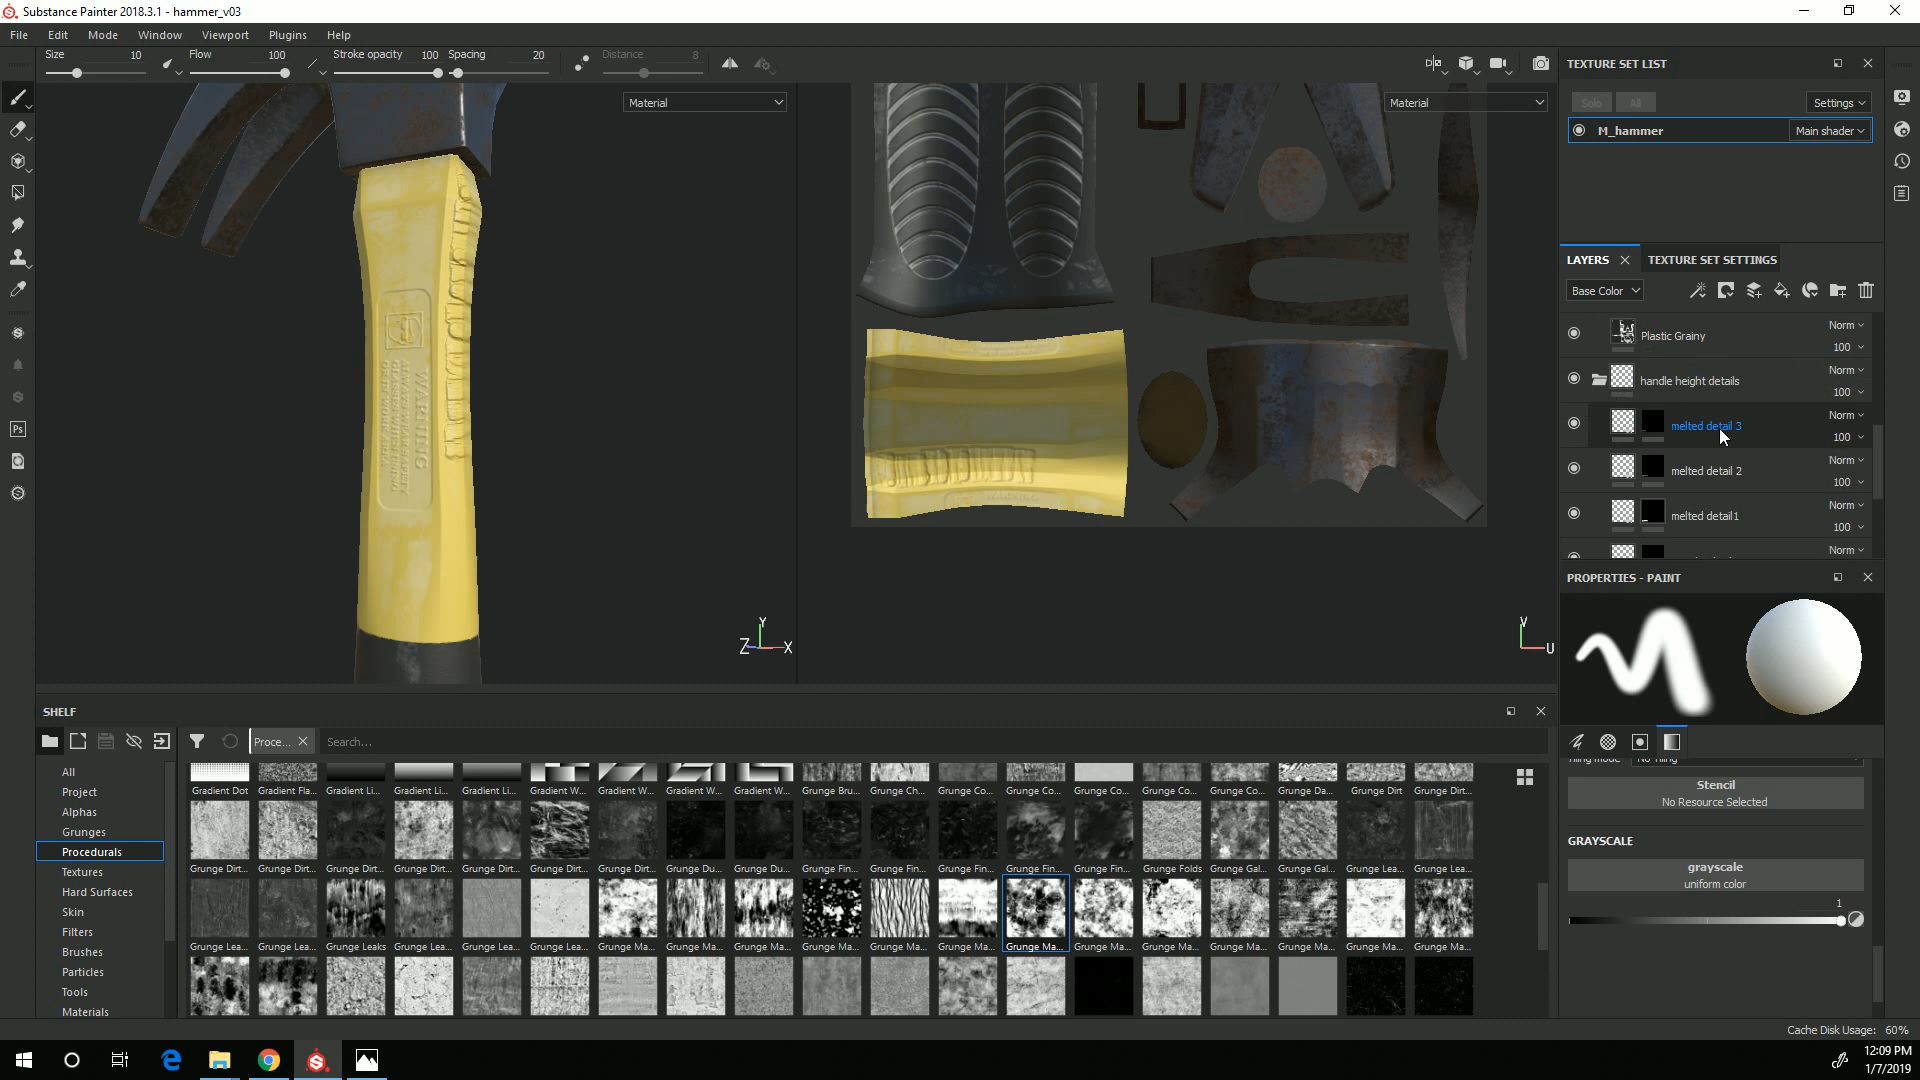 Substance Painter 2018.3.1 - hammer_v03
File Edit Mode Window Viewport Plugins Help
Size 10 Flow 100 Stroke opacity 100 Spacing 20 Distance 8
Material
Material
WARNING
Z Y X
V U
TEXTURE SET LIST
Solo All Settings
M_hammer Main shader
LAYERS TEXTURE SET SETTINGS
Base Color
Plastic Grainy Norm 100
handle height details Norm 100
melted detail 3 Norm 100
melted detail 2 Norm 100
melted detail1 Norm 100
Norm
PROPERTIES - PAINT
Tiling mode No Tiling
Stencil
No Resource Selected
GRAYSCALE
grayscale
uniform color
1
SHELF
Proce... Search...
All
Project
Alphas
Grunges
Procedurals
Textures
Hard Surfaces
Skin
Filters
Brushes
Particles
Tools
Materials
Gradient Dot Gradient Fla... Gradient Li... Gradient Li... Gradient Li... Gradient W... Gradient W... Gradient W... Gradient W... Grunge Bru... Grunge Ch... Grunge Co... Grunge Co... Grunge Co... Grunge Co... Grunge Co... Grunge Da... Grunge Dirt Grunge Dirt...
Grunge Dirt... Grunge Dirt... Grunge Dirt... Grunge Dirt... Grunge Dirt... Grunge Dirt... Grunge Dirt... Grunge Du... Grunge Du... Grunge Fin... Grunge Fin... Grunge Fin... Grunge Fin... Grunge Fin... Grunge Folds Grunge Gal... Grunge Gal... Grunge Lea... Grunge Lea...
Grunge Lea... Grunge Lea... Grunge Leaks Grunge Lea... Grunge Lea... Grunge Lea... Grunge Ma... Grunge Ma... Grunge Ma... Grunge Ma... Grunge Ma... Grunge Ma... Grunge Ma... Grunge Ma... Grunge Ma... Grunge Ma... Grunge Ma... Grunge Ma... Grunge Ma...
Cache Disk Usage: 60%
12:09 PM
1/7/2019